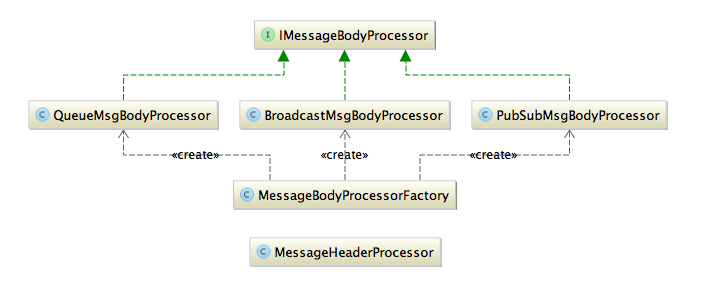 I IMessageBodyProcessor
C QueueMsgBodyProcessor
C BroadcastMsgBodyProcessor
C PubSubMsgBodyProcessor
«create»
«create»
«create»
C MessageBodyProcessorFactory
C MessageHeaderProcessor